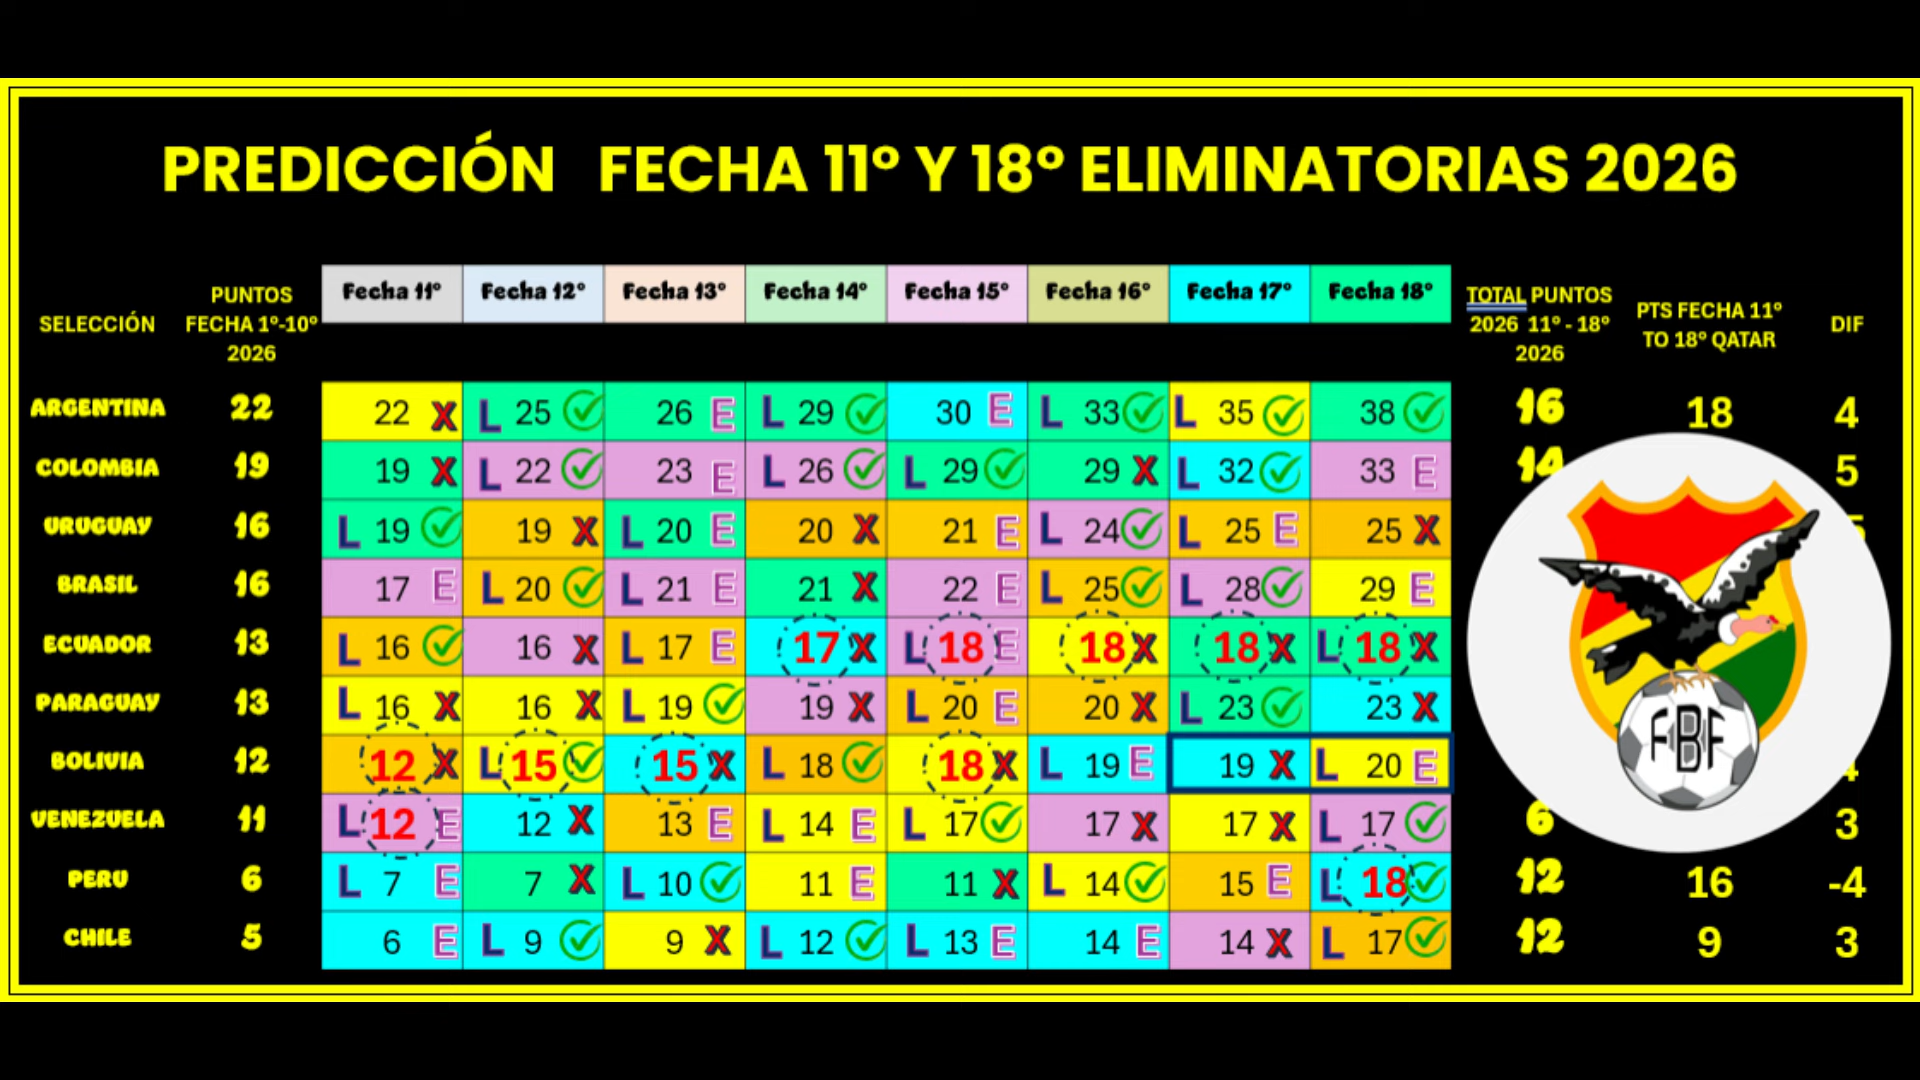 PREDICCIÓN FECHA 11° Y 18° ELIMINATORIAS 2026
SELECCIÓN PUNTOS FECHA 1°-10° 2026 Fecha 11° Fecha 12° Fecha 13° Fecha 14° Fecha 15° Fecha 16° Fecha 17° Fecha 18° TOTAL PUNTOS 2026 11° - 18° 2026 PTS FECHA 11° TO 18° QATAR DIF
ARGENTINA 22 22 X L 25 26 E L 29 30 E L 33 L 35 38 16 18 4
COLOMBIA 19 19 X L 22 23 E L 26 L 29 29 X L 32 33 E 14 5
URUGUAY 16 L 19 19 X L 20 E 20 X 21 E L 24 L 25 E 25 X
BRASIL 16 17 E L 20 L 21 E 21 X 22 E L 25 L 28 29 E
ECUADOR 13 L 16 16 X L 17 E 17 X L 18 E 18 X 18 X L 18 X
PARAGUAY 13 L 16 X 16 X L 19 19 X L 20 E 20 X L 23 23 X
BOLIVIA 12 12 X L 15 15 X L 18 18 X L 19 E 19 X L 20 E
VENEZUELA 11 L 12 E 12 X 13 E L 14 E L 17 17 X 17 X L 17 6 3
PERU 6 L 7 E 7 X L 10 11 E 11 X L 14 15 E L 18 12 16 -4
CHILE 5 6 E L 9 9 X L 12 L 13 E 14 E 14 X L 17 12 9 3
FBF